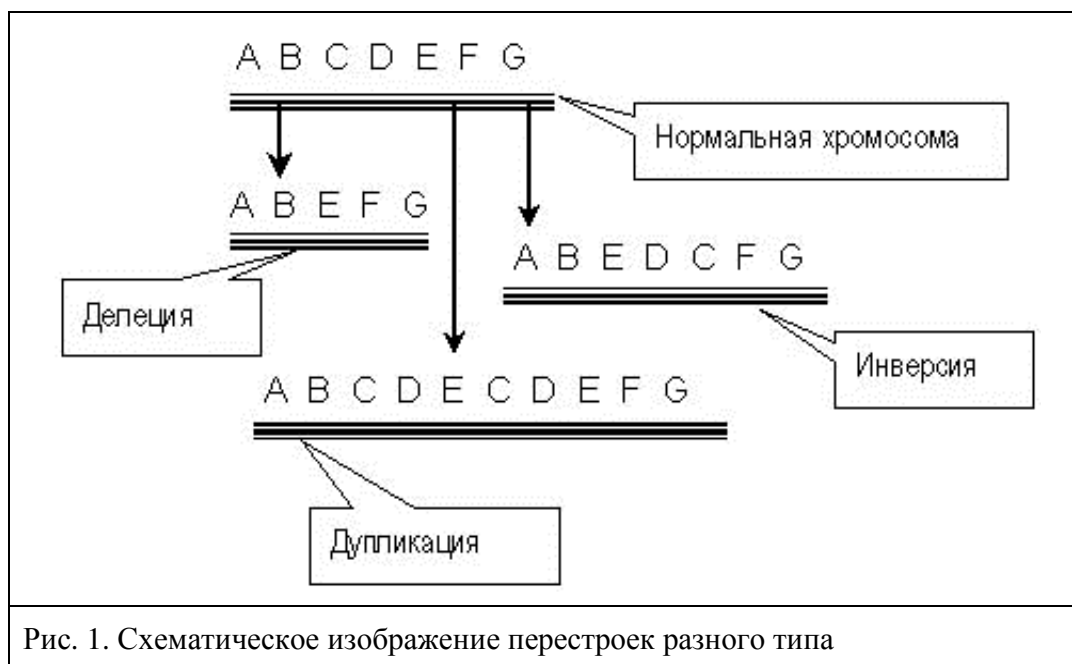 A B C D E F G
Нормальная хромосома
A B E F G
A B E D C F G
Делеция
Инверсия
A B C D E C D E F G
Дупликация
Рис. 1. Схематическое изображение перестроек разного типа